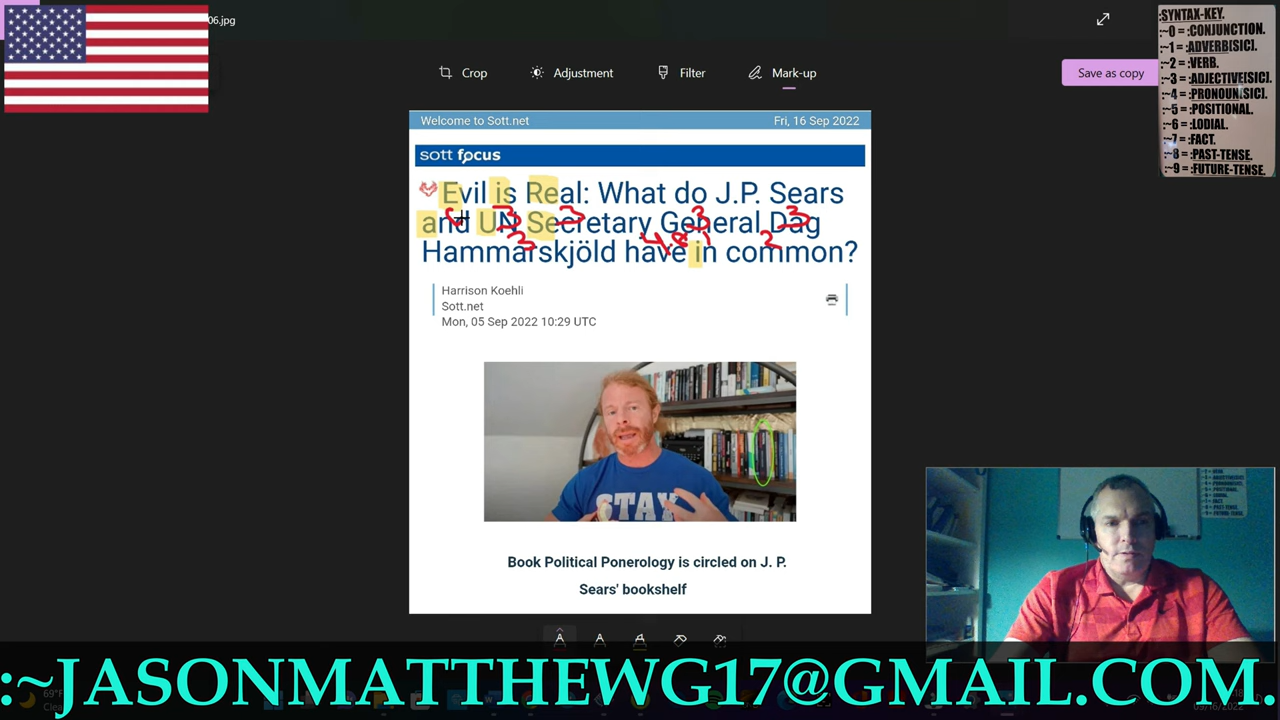 06.jpg
Crop
Adjustment
Filter
Mark-up
Save as copy
Welcome to Sott.net
Fri, 16 Sep 2022
sott focus
Evil is Real: What do J.P. Sears
and UN Secretary General Dag
Hammarskjöld have in common?
Harrison Koehli
Sott.net
Mon, 05 Sep 2022 10:29 UTC
STAY
Book Political Ponerology is circled on J. P.
Sears' bookshelf
:SYNTAX-KEY.
:~0 = :CONJUNCTION.
:~1 = :ADVERB[SIC].
:~2 = :VERB.
:~3 = :ADJECTIVE[SIC].
:~4 = :PRONOUN[SIC].
:~5 = :POSITIONAL.
:~6 = :LODIAL.
:~7 = :FACT.
:~8 = :PAST-TENSE.
:~9 = :FUTURE-TENSE.
:~JASONMATTHEWG17@GMAIL.COM.